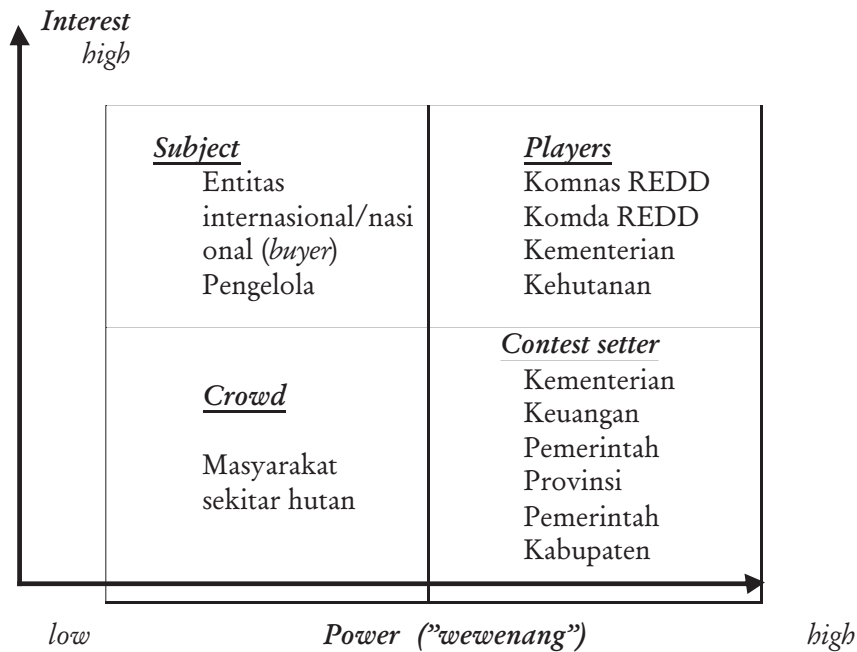 Interest
high
Subject
Entitas
internasional/nasi
onal (buyer)
Pengelola
Players
Komnas REDD
Komda REDD
Kementerian
Kehutanan
Crowd
Masyarakat
sekitar hutan
Contest setter
Kementerian
Keuangan
Pemerintah
Provinsi
Pemerintah
Kabupaten
low Power (”wewenang”) high